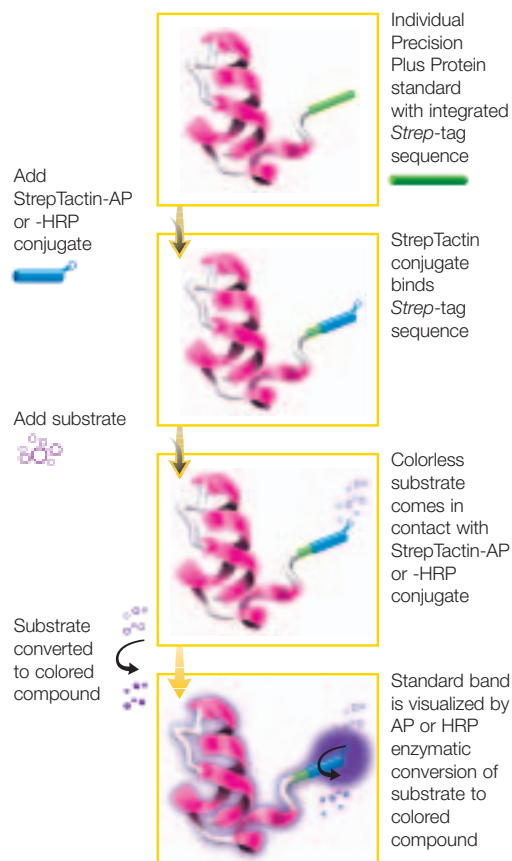 Individual
Precision
Plus Protein
standard
with integrated
Strep-tag
sequence
Add
StrepTactin-AP
or -HRP
conjugate
StrepTactin
conjugate
binds
Strep-tag
sequence
Add substrate
Colorless
substrate
comes in
contact with
StrepTactin-AP
or -HRP
conjugate
Substrate
converted
to colored
compound
Standard band
is visualized by
AP or HRP
enzymatic
conversion of
substrate to
colored
compound